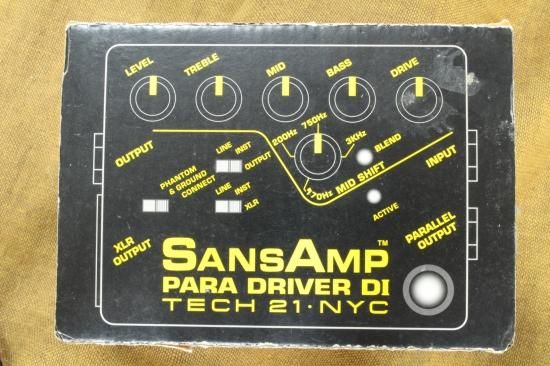 LEVEL
TREBLE
MID
BASS
DRIVE
200Hz
750Hz
3KHz
170Hz
MID SHIFT
BLEND
ACTIVE
OUTPUT
INPUT
PHANTOM
& GROUND
CONNECT
LINE INST
OUTPUT
LINE INST
XLR
XLR
OUTPUT
PARALLEL
OUTPUT
SANSAMP™
PARA DRIVER DI
TECH 21·NYC